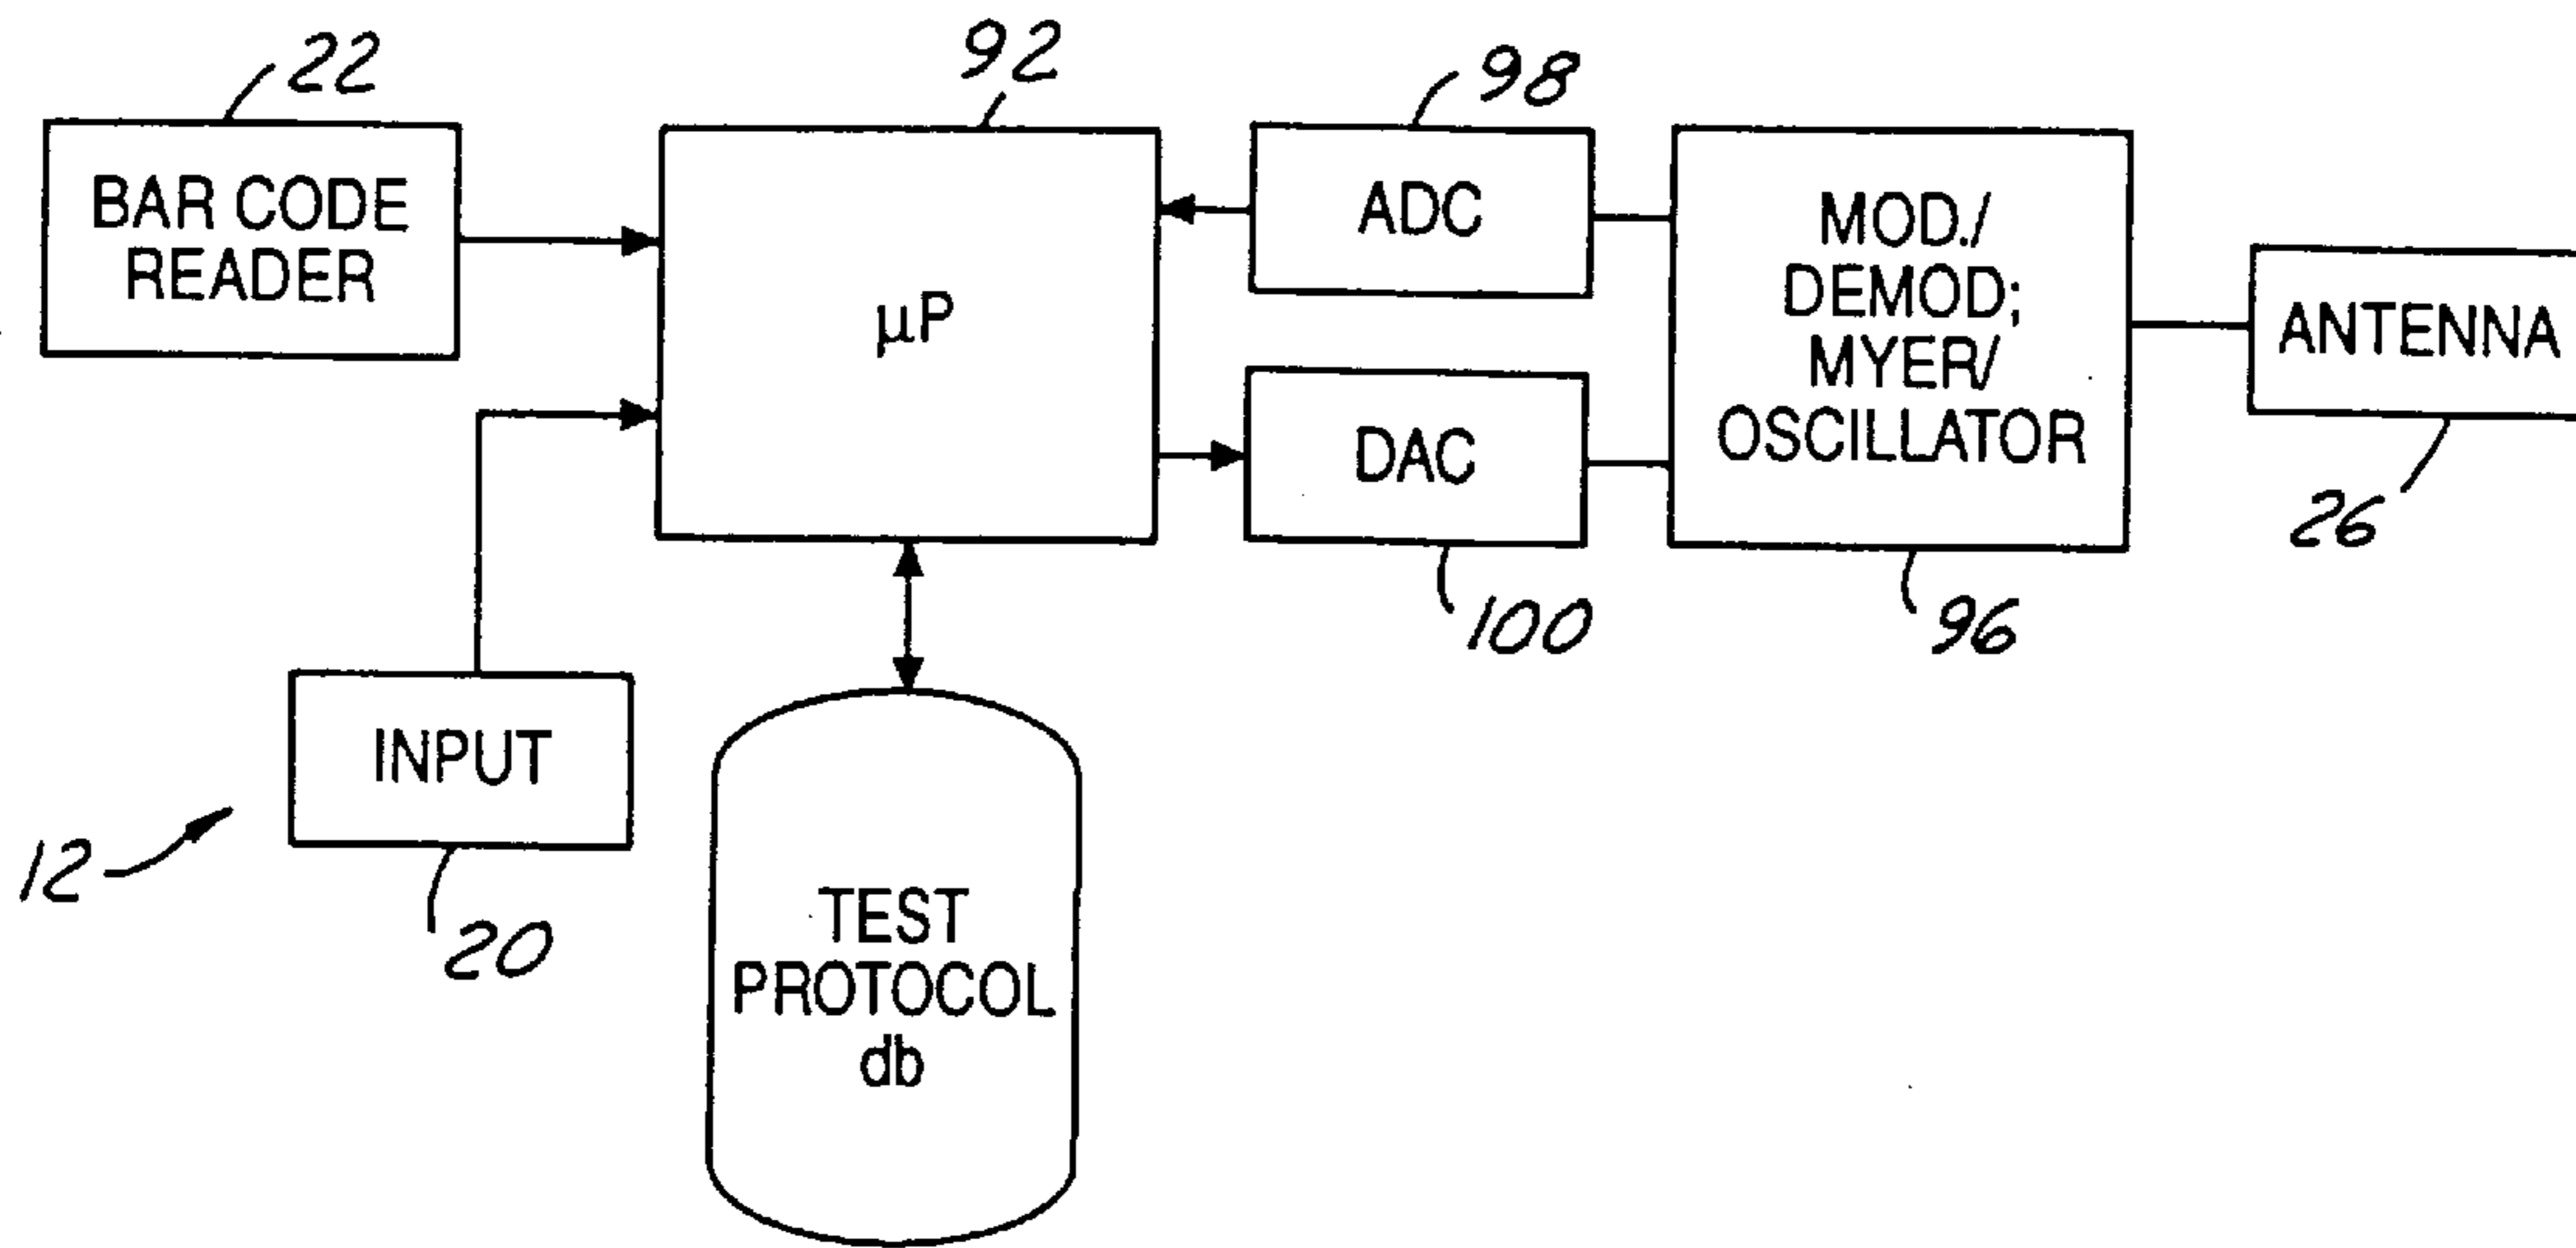 22
92
98
BAR CODE
READER
µP
ADC
MOD./
DEMOD;
MYER/
OSCILLATOR
ANTENNA
DAC
26
100
96
INPUT
12
20
TEST
PROTOCOL
db